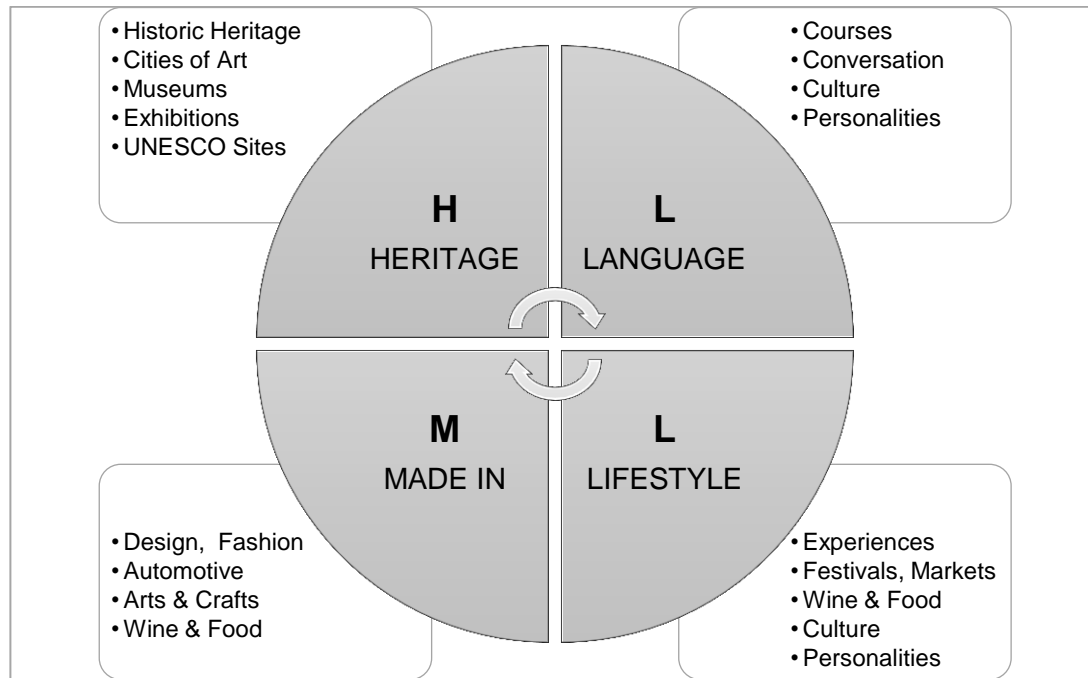 • Historic Heritage
• Cities of Art
• Museums
• Exhibitions
• UNESCO Sites
• Courses
• Conversation
• Culture
• Personalities
H
HERITAGE
L
LANGUAGE
M
MADE IN
L
LIFESTYLE
• Design,  Fashion
• Automotive
• Arts & Crafts
• Wine & Food
• Experiences
• Festivals, Markets
• Wine & Food
• Culture
• Personalities